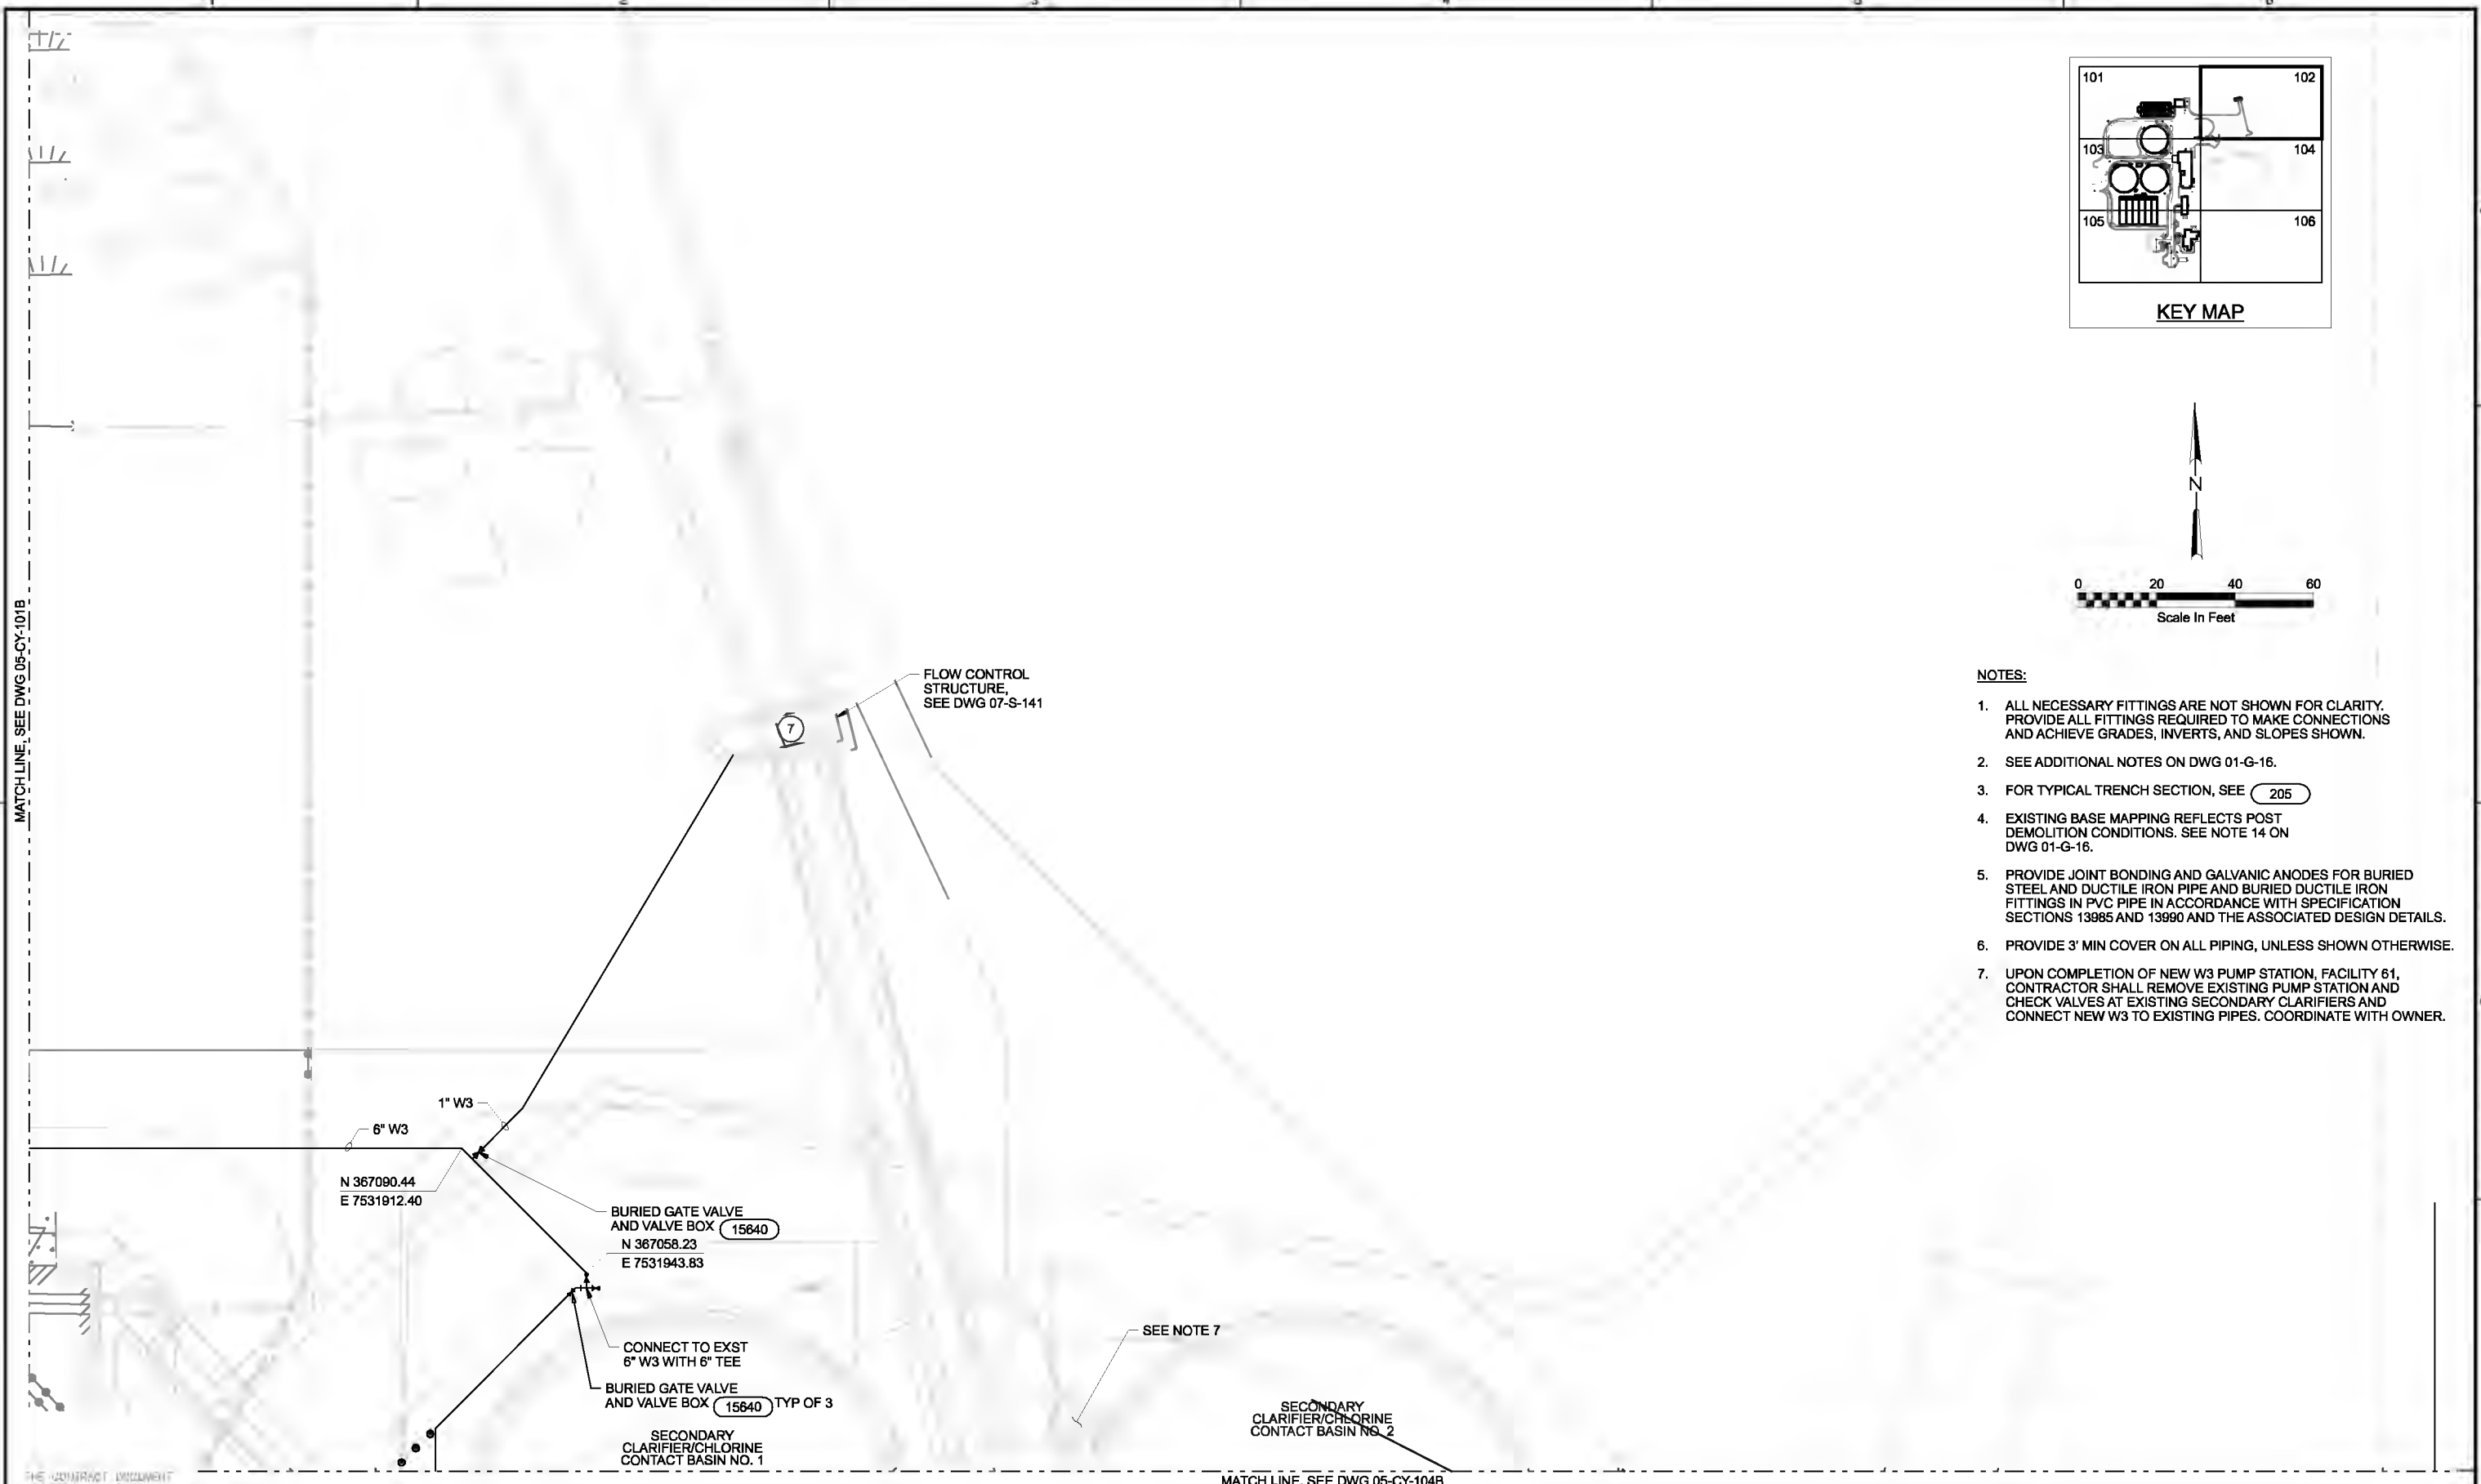 101
102
103
104
105
106
KEY MAP
N
0 20 40 60
Scale In Feet
MATCH LINE, SEE DWG 05-CY-101B
FLOW CONTROL
STRUCTURE,
SEE DWG 07-S-141
7
NOTES:
1. ALL NECESSARY FITTINGS ARE NOT SHOWN FOR CLARITY.
PROVIDE ALL FITTINGS REQUIRED TO MAKE CONNECTIONS
AND ACHIEVE GRADES, INVERTS, AND SLOPES SHOWN.
2. SEE ADDITIONAL NOTES ON DWG 01-G-16.
3. FOR TYPICAL TRENCH SECTION, SEE 205
4. EXISTING BASE MAPPING REFLECTS POST
DEMOLITION CONDITIONS. SEE NOTE 14 ON
DWG 01-G-16.
5. PROVIDE JOINT BONDING AND GALVANIC ANODES FOR BURIED
STEEL AND DUCTILE IRON PIPE AND BURIED DUCTILE IRON
FITTINGS IN PVC PIPE IN ACCORDANCE WITH SPECIFICATION
SECTIONS 13985 AND 13990 AND THE ASSOCIATED DESIGN DETAILS.
6. PROVIDE 3' MIN COVER ON ALL PIPING, UNLESS SHOWN OTHERWISE.
7. UPON COMPLETION OF NEW W3 PUMP STATION, FACILITY 61,
CONTRACTOR SHALL REMOVE EXISTING PUMP STATION AND
CHECK VALVES AT EXISTING SECONDARY CLARIFIERS AND
CONNECT NEW W3 TO EXISTING PIPES. COORDINATE WITH OWNER.
1" W3
6" W3
N 367090.44
E 7531912.40
BURIED GATE VALVE
AND VALVE BOX 15640
N 367058.23
E 7531943.83
CONNECT TO EXST
6" W3 WITH 6" TEE
BURIED GATE VALVE
AND VALVE BOX 15640 TYP OF 3
SECONDARY
CLARIFIER/CHLORINE
CONTACT BASIN NO. 1
SEE NOTE 7
SECONDARY
CLARIFIER/CHLORINE
CONTACT BASIN NO. 2
THE CONTRACT DOCUMENT
MATCH LINE, SEE DWG 05-CY-104B